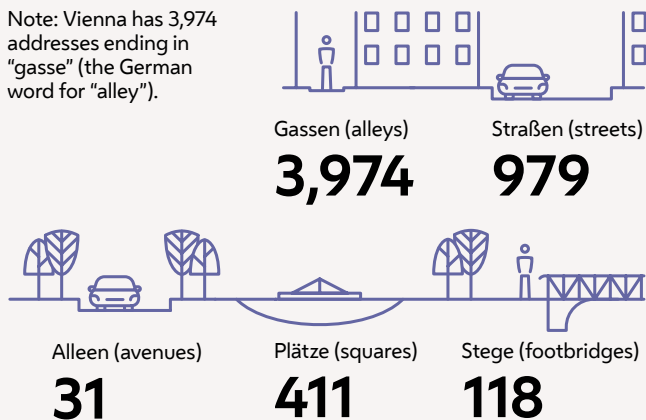 Note: Vienna has 3,974
addresses ending in
“gasse” (the German
word for “alley”).
Gassen (alleys)
3,974
Straßen (streets)
979
Alleen (avenues)
31
Plätze (squares)
411
Stege (footbridges)
118